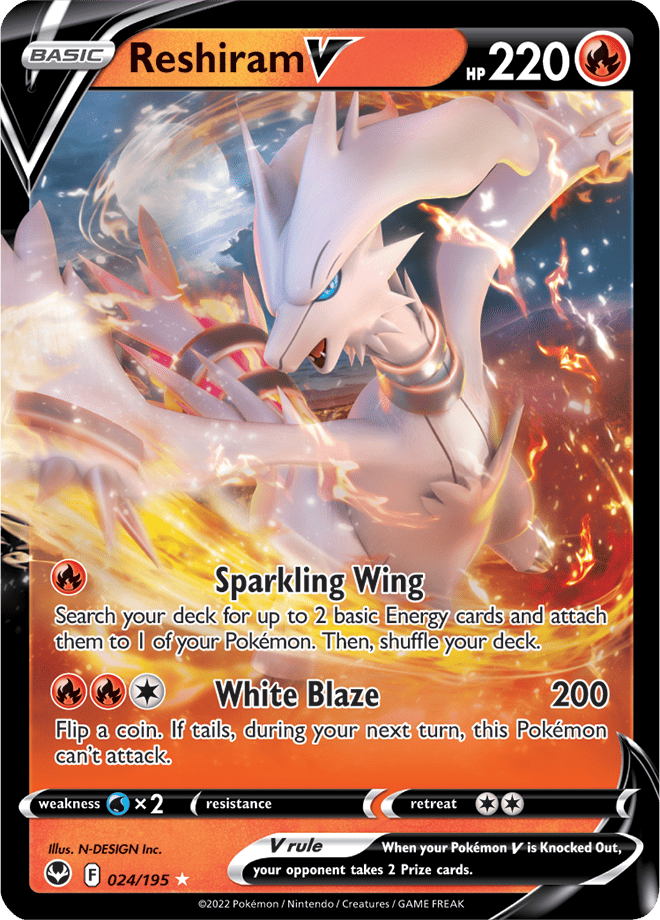 BASIC Reshiram V HP 220
Sparkling Wing
Search your deck for up to 2 basic Energy cards and attach
them to 1 of your Pokémon. Then, shuffle your deck.
White Blaze 200
Flip a coin. If tails, during your next turn, this Pokémon
can't attack.
weakness ×2 resistance retreat
Illus. N-DESIGN Inc.
V rule When your Pokémon V is Knocked Out,
your opponent takes 2 Prize cards.
F 024/195 ★
©2022 Pokémon / Nintendo / Creatures / GAME FREAK